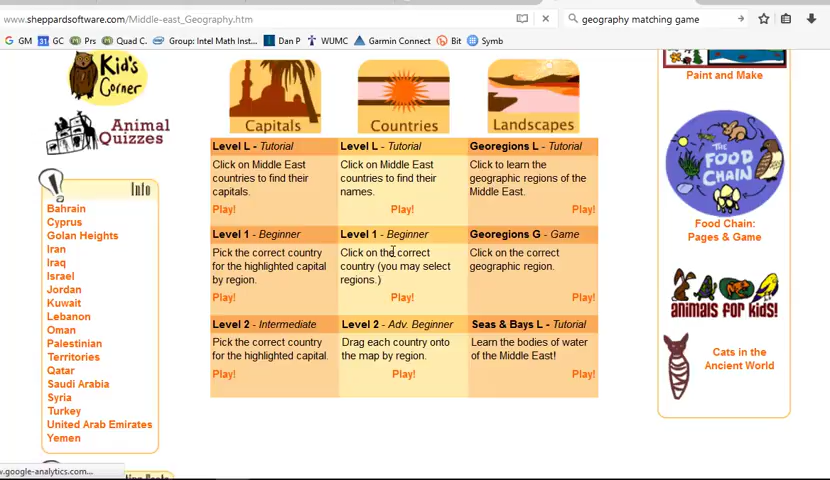 www.sheppardsoftware.com/Middle-east_Geography.htm
geography matching game
GM
GC
Prs
Quad C.
Group: Intel Math Inst...
Dan P
WUMC
Garmin Connect
Bit
Symb
Kid's
Corner
Animal
Quizzes
Info
Bahrain
Cyprus
Golan Heights
Iran
Iraq
Israel
Jordan
Kuwait
Lebanon
Oman
Palestinian
Territories
Qatar
Saudi Arabia
Syria
Turkey
United Arab Emirates
Yemen
Capitals
Countries
Landscapes
Level L - Tutorial
Click on Middle East
countries to find their
capitals.
Play!
Level L - Tutorial
Click on Middle East
countries to find their
names.
Play!
Georegions L - Tutorial
Click to learn the
geographic regions of the
Middle East.
Play!
Level 1 - Beginner
Pick the correct country
for the highlighted capital
by region.
Play!
Level 1 - Beginner
Click on the correct
country (you may select
regions.)
Play!
Georegions G - Game
Click on the correct
geographic region.
Play!
Level 2 - Intermediate
Pick the correct country
for the highlighted capital.
Play!
Level 2 - Adv. Beginner
Drag each country onto
the map by region.
Play!
Seas & Bays L - Tutorial
Learn the bodies of water
of the Middle East!
Play!
Paint and Make
THE
FOOD
CHAIN
Food Chain:
Pages & Game
ANIMALS FOR KIDS!
Cats in the
Ancient World
w.google-analytics.com...